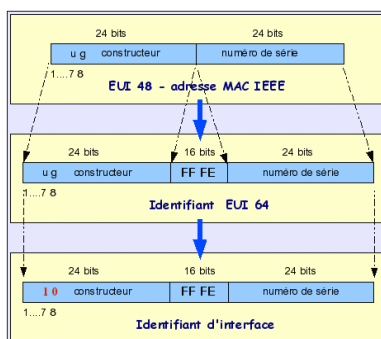 24 bits 24 bits
u g constructeur numéro de série
1....7 8
EUI 48 - adresse MAC IEEE
24 bits 16 bits 24 bits
u g constructeur FF FE numéro de série
1....7 8
Identifiant EUI 64
24 bits 16 bits 24 bits
1 0 constructeur FF FE numéro de série
1....7 8
Identifiant d'interface